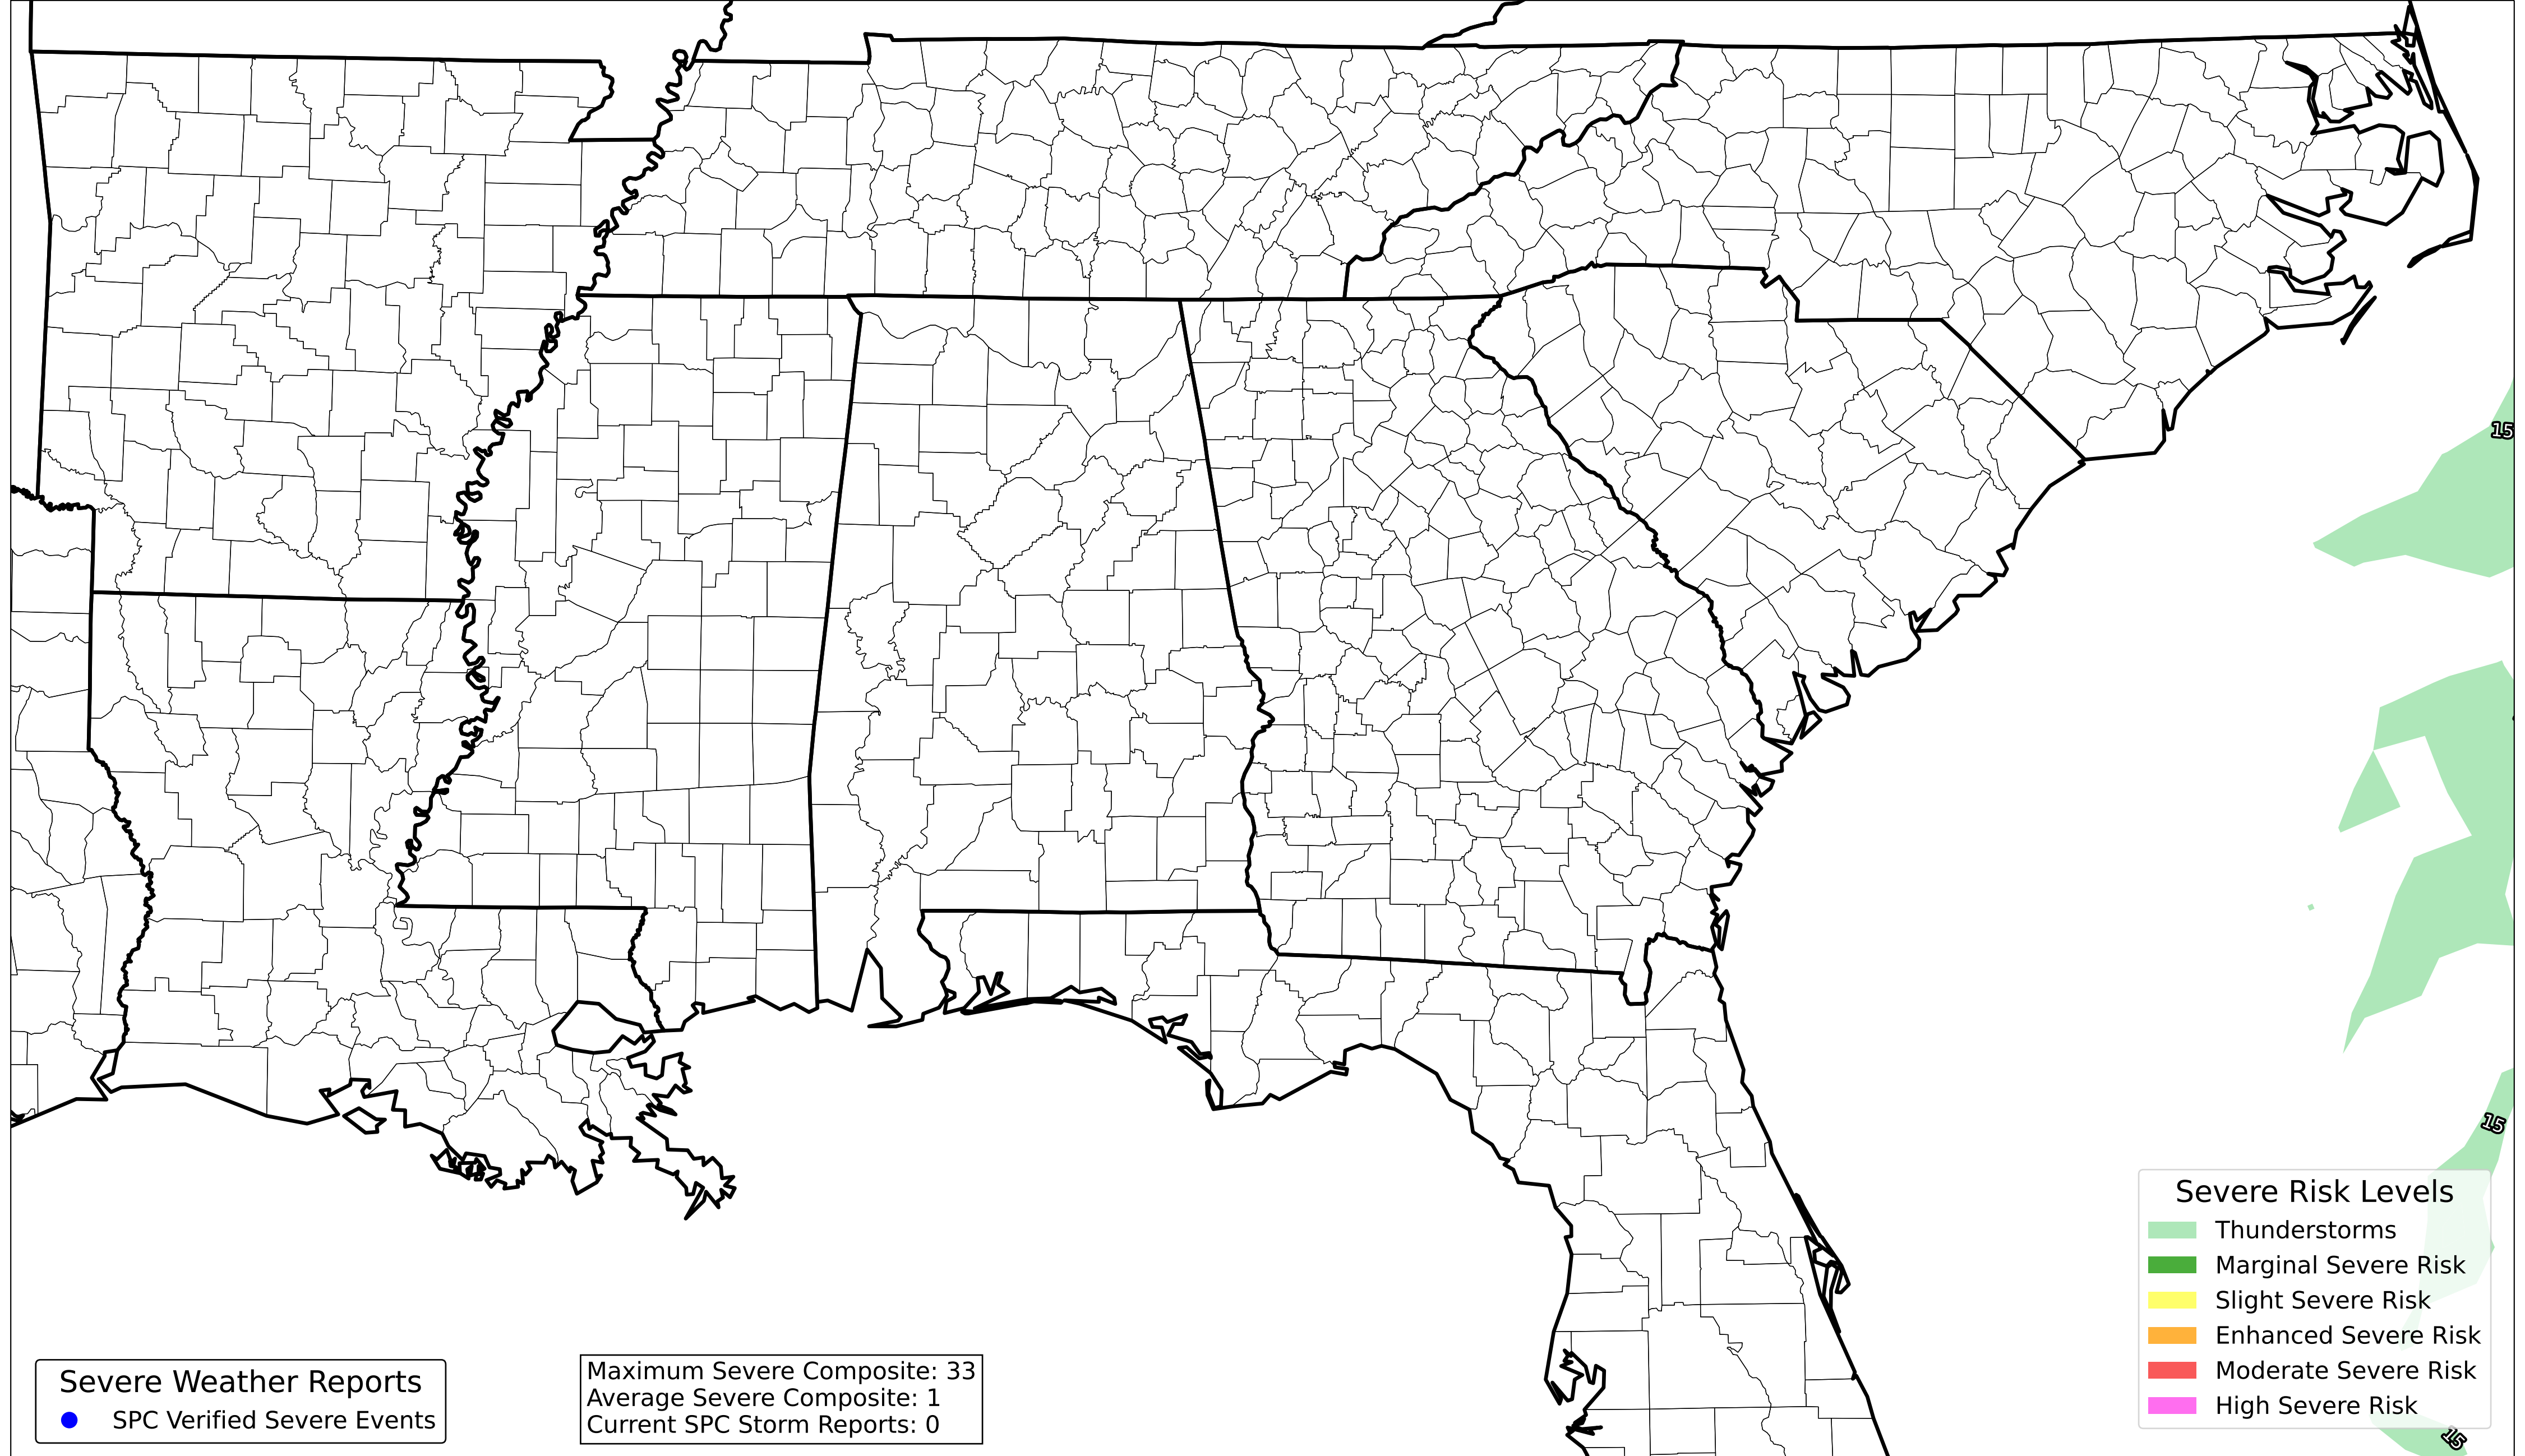 15
15
Severe Risk Levels
Thunderstorms
Marginal Severe Risk
Slight Severe Risk
Enhanced Severe Risk
Moderate Severe Risk
High Severe Risk
Severe Weather Reports
SPC Verified Severe Events
Maximum Severe Composite: 33
Average Severe Composite: 1
Current SPC Storm Reports: 0
15